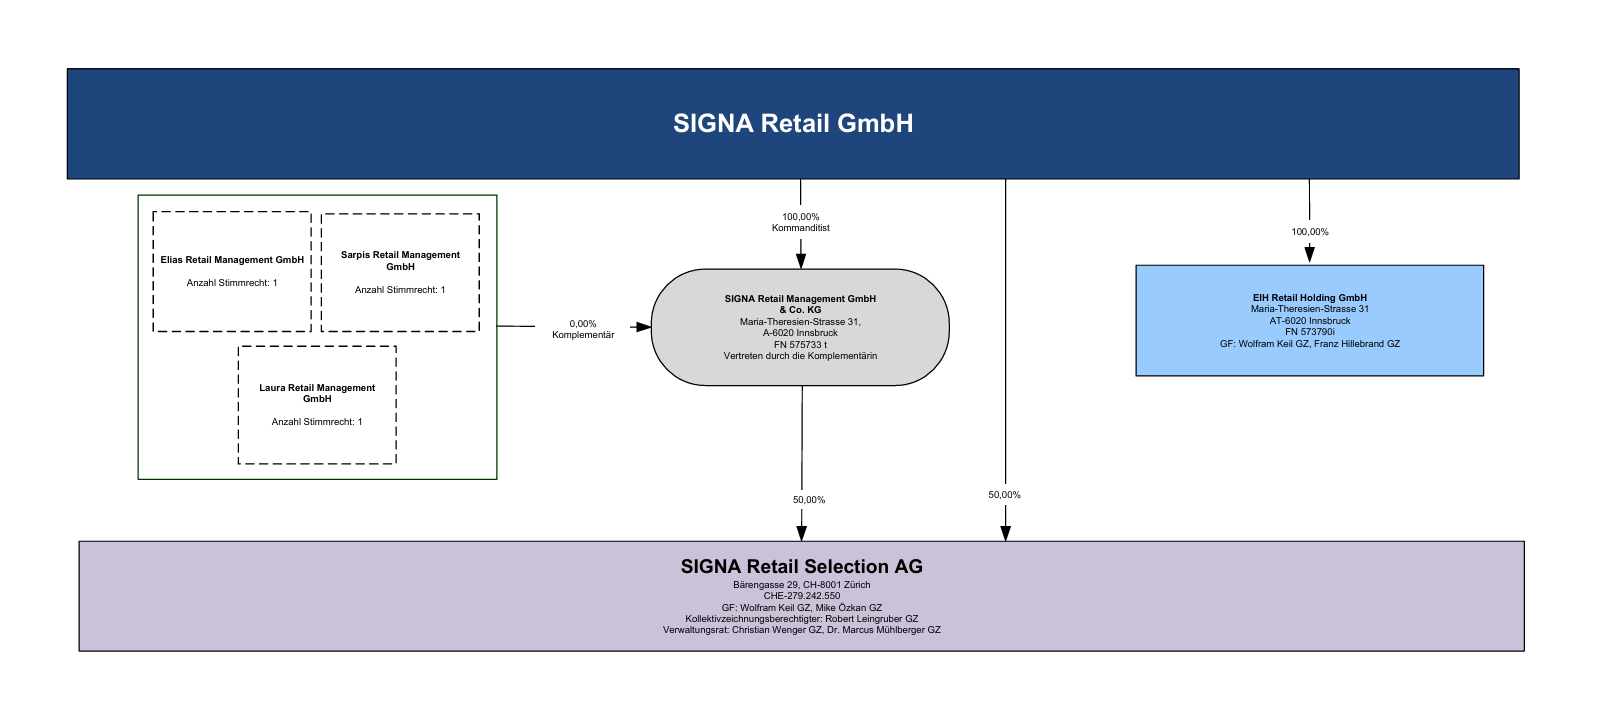 SIGNA Retail GmbH
100,00%
Kommanditist
100,00%
Elias Retail Management GmbH
Anzahl Stimmrecht: 1
Sarpis Retail Management
GmbH
Anzahl Stimmrecht: 1
Laura Retail Management
GmbH
Anzahl Stimmrecht: 1
0,00%
Komplementär
SIGNA Retail Management GmbH
& Co. KG
Maria-Theresien-Strasse 31,
A-6020 Innsbruck
FN 575733 t
Vertreten durch die Komplementärin
EIH Retail Holding GmbH
Maria-Theresien-Strasse 31
AT-6020 Innsbruck
FN 573790i
GF: Wolfram Keil GZ, Franz Hillebrand GZ
50,00%
50,00%
SIGNA Retail Selection AG
Bärengasse 29, CH-8001 Zürich
CHE-279.242.550
GF: Wolfram Keil GZ, Mike Özkan GZ
Kollektivzeichnungsberechtigter: Robert Leingruber GZ
Verwaltungsrat: Christian Wenger GZ, Dr. Marcus Mühlberger GZ